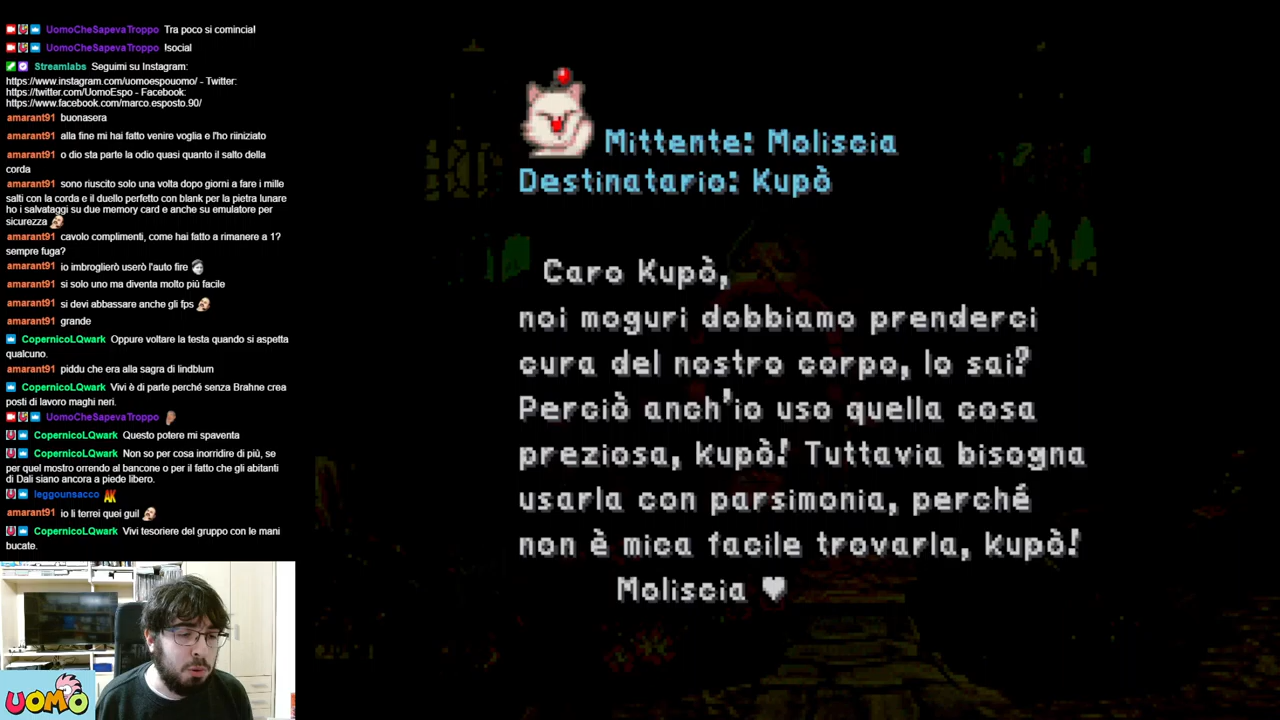 UomoCheSapevaTroppo Tra poco si comincia!
UomoCheSapevaTroppo !social
Streamlabs Seguimi su Instagram:
https://www.instagram.com/uomoespouomo/ - Twitter:
https://twitter.com/UomoEspo - Facebook:
https://www.facebook.com/marco.esposto.90/
amarant91 buonasera
amarant91 alla fine mi hai fatto venire voglia e l'ho riiniziato
amarant91 o dio sta parte la odio quasi quanto il salto della
corda
amarant91 sono riuscito solo una volta dopo giorni a fare i mille
salti con la corda e il duello perfetto con blank per la pietra lunare
ho i salvataggi su due memory card e anche su emulatore per
sicurezza
amarant91 cavolo complimenti, come hai fatto a rimanere a 1?
sempre fuga?
amarant91 io imbroglierò userò l'auto fire
amarant91 si solo uno ma diventa molto più facile
amarant91 si devi abbassare anche gli fps
amarant91 grande
CopernicoLQwark Oppure voltare la testa quando si aspetta
qualcuno.
amarant91 piddu che era alla sagra di lindblum
CopernicoLQwark Vivi è di parte perché senza Brahne crea
posti di lavoro maghi neri.
UomoCheSapevaTroppo
CopernicoLQwark Questo potere mi spaventa
CopernicoLQwark Non so per cosa inorridire di più, se
per quel mostro orrendo al bancone o per il fatto che gli abitanti
di Dali siano ancora a piede libero.
leggounsacco AK
amarant91 io li terrei quei guil
CopernicoLQwark Vivi tesoriere del gruppo con le mani
bucate.
UOMO
Mittente: Moliscia
Destinatario: Kupò
Caro Kupò,
noi moguri dobbiamo prenderci
cura del nostro corpo, lo sai?
Perciò anch'io uso quella cosa
preziosa, kupò! Tuttavia bisogna
usarla con parsimonia, perché
non è mica facile trovarla, kupò!
Moliscia ♥